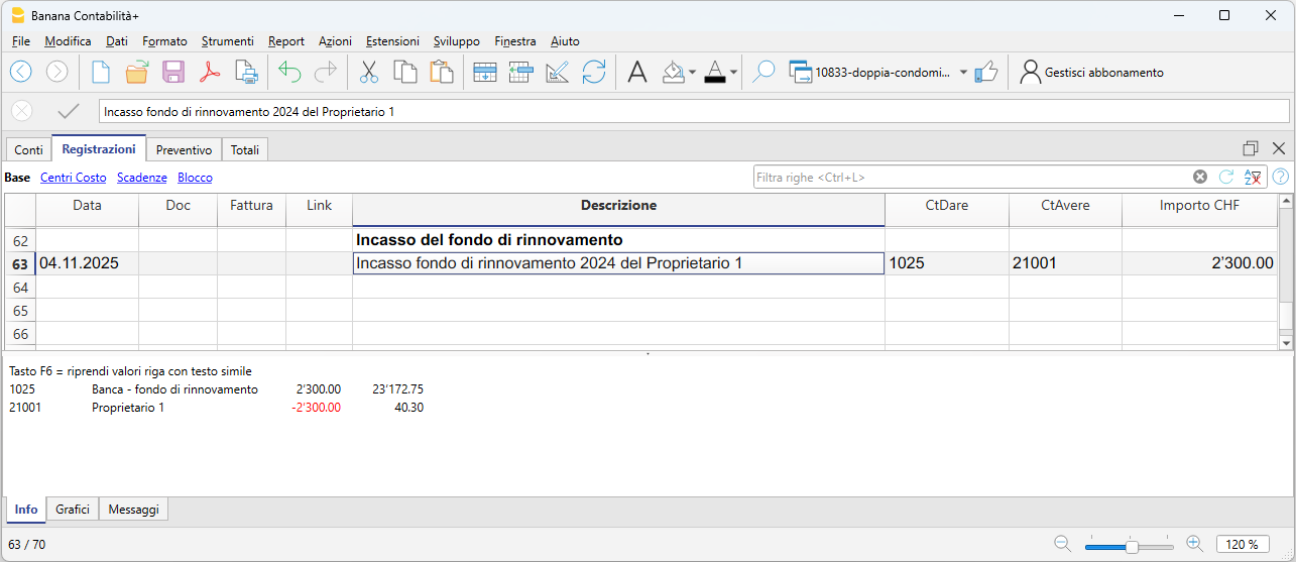 Banana Contabilità+
File Modifica Dati Formato Strumenti Report Azioni Estensioni Sviluppo Finestra Aiuto
10833-doppia-condomi... Gestisci abbonamento
Incasso fondo di rinnovamento 2024 del Proprietario 1
Conti Registrazioni Preventivo Totali
Base Centri Costo Scadenze Blocco Filtra righe <Ctrl+L>
Data Doc Fattura Link Descrizione CtDare CtAvere Importo CHF
62 Incasso del fondo di rinnovamento
63 04.11.2025 Incasso fondo di rinnovamento 2024 del Proprietario 1 1025 21001 2'300.00
64
65
66
Tasto F6 = riprendi valori riga con testo simile
1025 Banca - fondo di rinnovamento 2'300.00 23'172.75
21001 Proprietario 1 -2'300.00 40.30
Info Grafici Messaggi
63 / 70 120 %